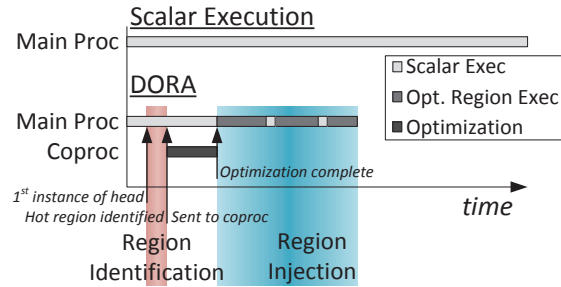 Scalar Execution
Main Proc
DORA
Scalar Exec
Opt. Region Exec
Optimization
Main Proc
Coproc
Optimization complete
1st instance of head
Hot region identified
Sent to coproc
time
Region
Identification
Region
Injection